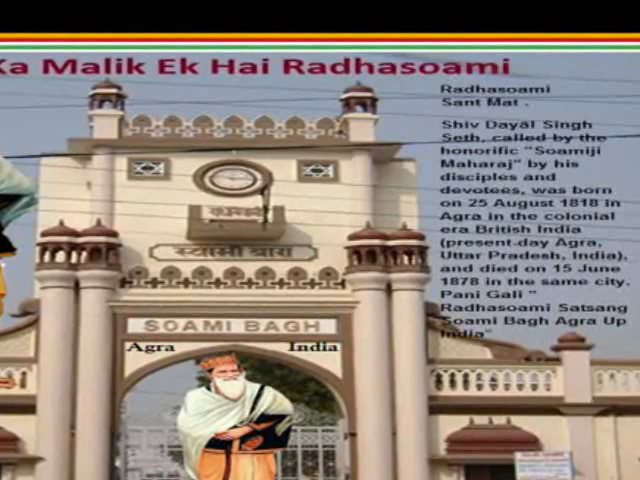 Ka Malik Ek Hai Radhasoami
Radhasoami
Sant Mat .
Shiv Dayal Singh
Seth, called by the
honorific "Soamiji
Maharaj" by his
disciples and
devotees, was born
on 25 August 1818 in
Agra in the colonial
era British India
(present-day Agra,
Uttar Pradesh, India),
and died on 15 June
1878 in the same city.
Pani Gali "
Radhasoami Satsang
Soami Bagh Agra Up
India"
राधास्वामी
स्वामी बाग
SOAMI BAGH
Agra India